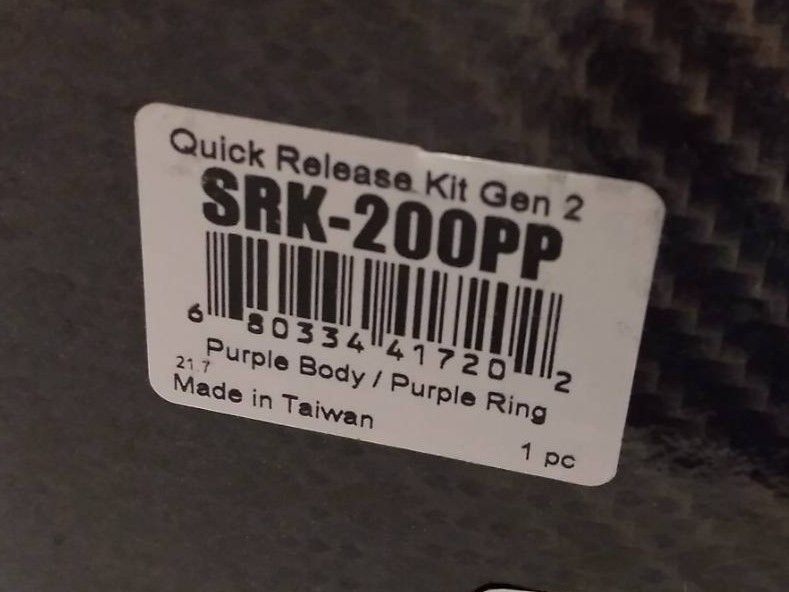 Quick Release Kit Gen 2
SRK-200PP
6 80334 41720 2
Purple Body / Purple Ring
21.7
Made in Taiwan
1 pc